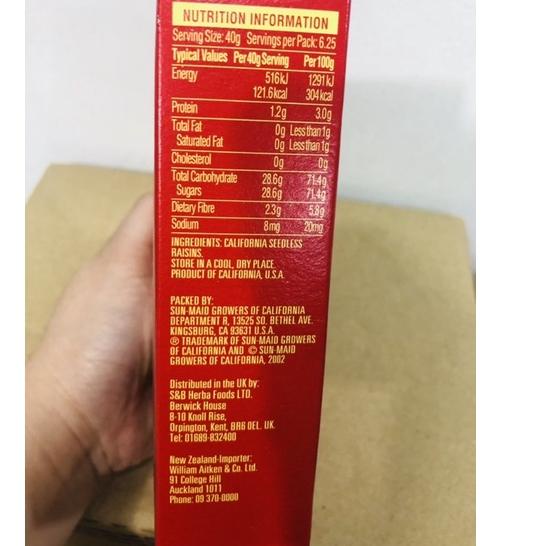 NUTRITION INFORMATION
Serving Size: 40g Servings per Pack: 6.25
Typical Values Per 40g Serving Per 100g
Energy 516kJ 1291kJ
121.6kcal 304kcal
Protein 1.2g 3.0g
Total Fat 0g Less than 1g
Saturated Fat 0g Less than 1g
Cholesterol 0g 0g
Total Carbohydrate 28.6g 71.4g
Sugars 28.6g 71.4g
Dietary Fibre 2.3g 5.8g
Sodium 8mg 20mg
INGREDIENTS: CALIFORNIA SEEDLESS
RAISINS.
STORE IN A COOL, DRY PLACE.
PRODUCT OF CALIFORNIA, U.S.A.
PACKED BY:
SUN-MAID GROWERS OF CALIFORNIA
DEPARTMENT R, 13525 SO. BETHEL AVE.
KINGSBURG, CA 93631 U.S.A.
® TRADEMARK OF SUN-MAID GROWERS
OF CALIFORNIA AND © SUN-MAID
GROWERS OF CALIFORNIA, 2002
Distributed in the UK by:
S&B Herba Foods LTD.
Berwick House
8-10 Knoll Rise,
Orpington, Kent, BR6 0EL. UK.
Tel: 01689-832400
New Zealand-Importer:
William Aitken & Co. Ltd.
91 College Hill
Auckland 1011
Phone: 09 370-0000